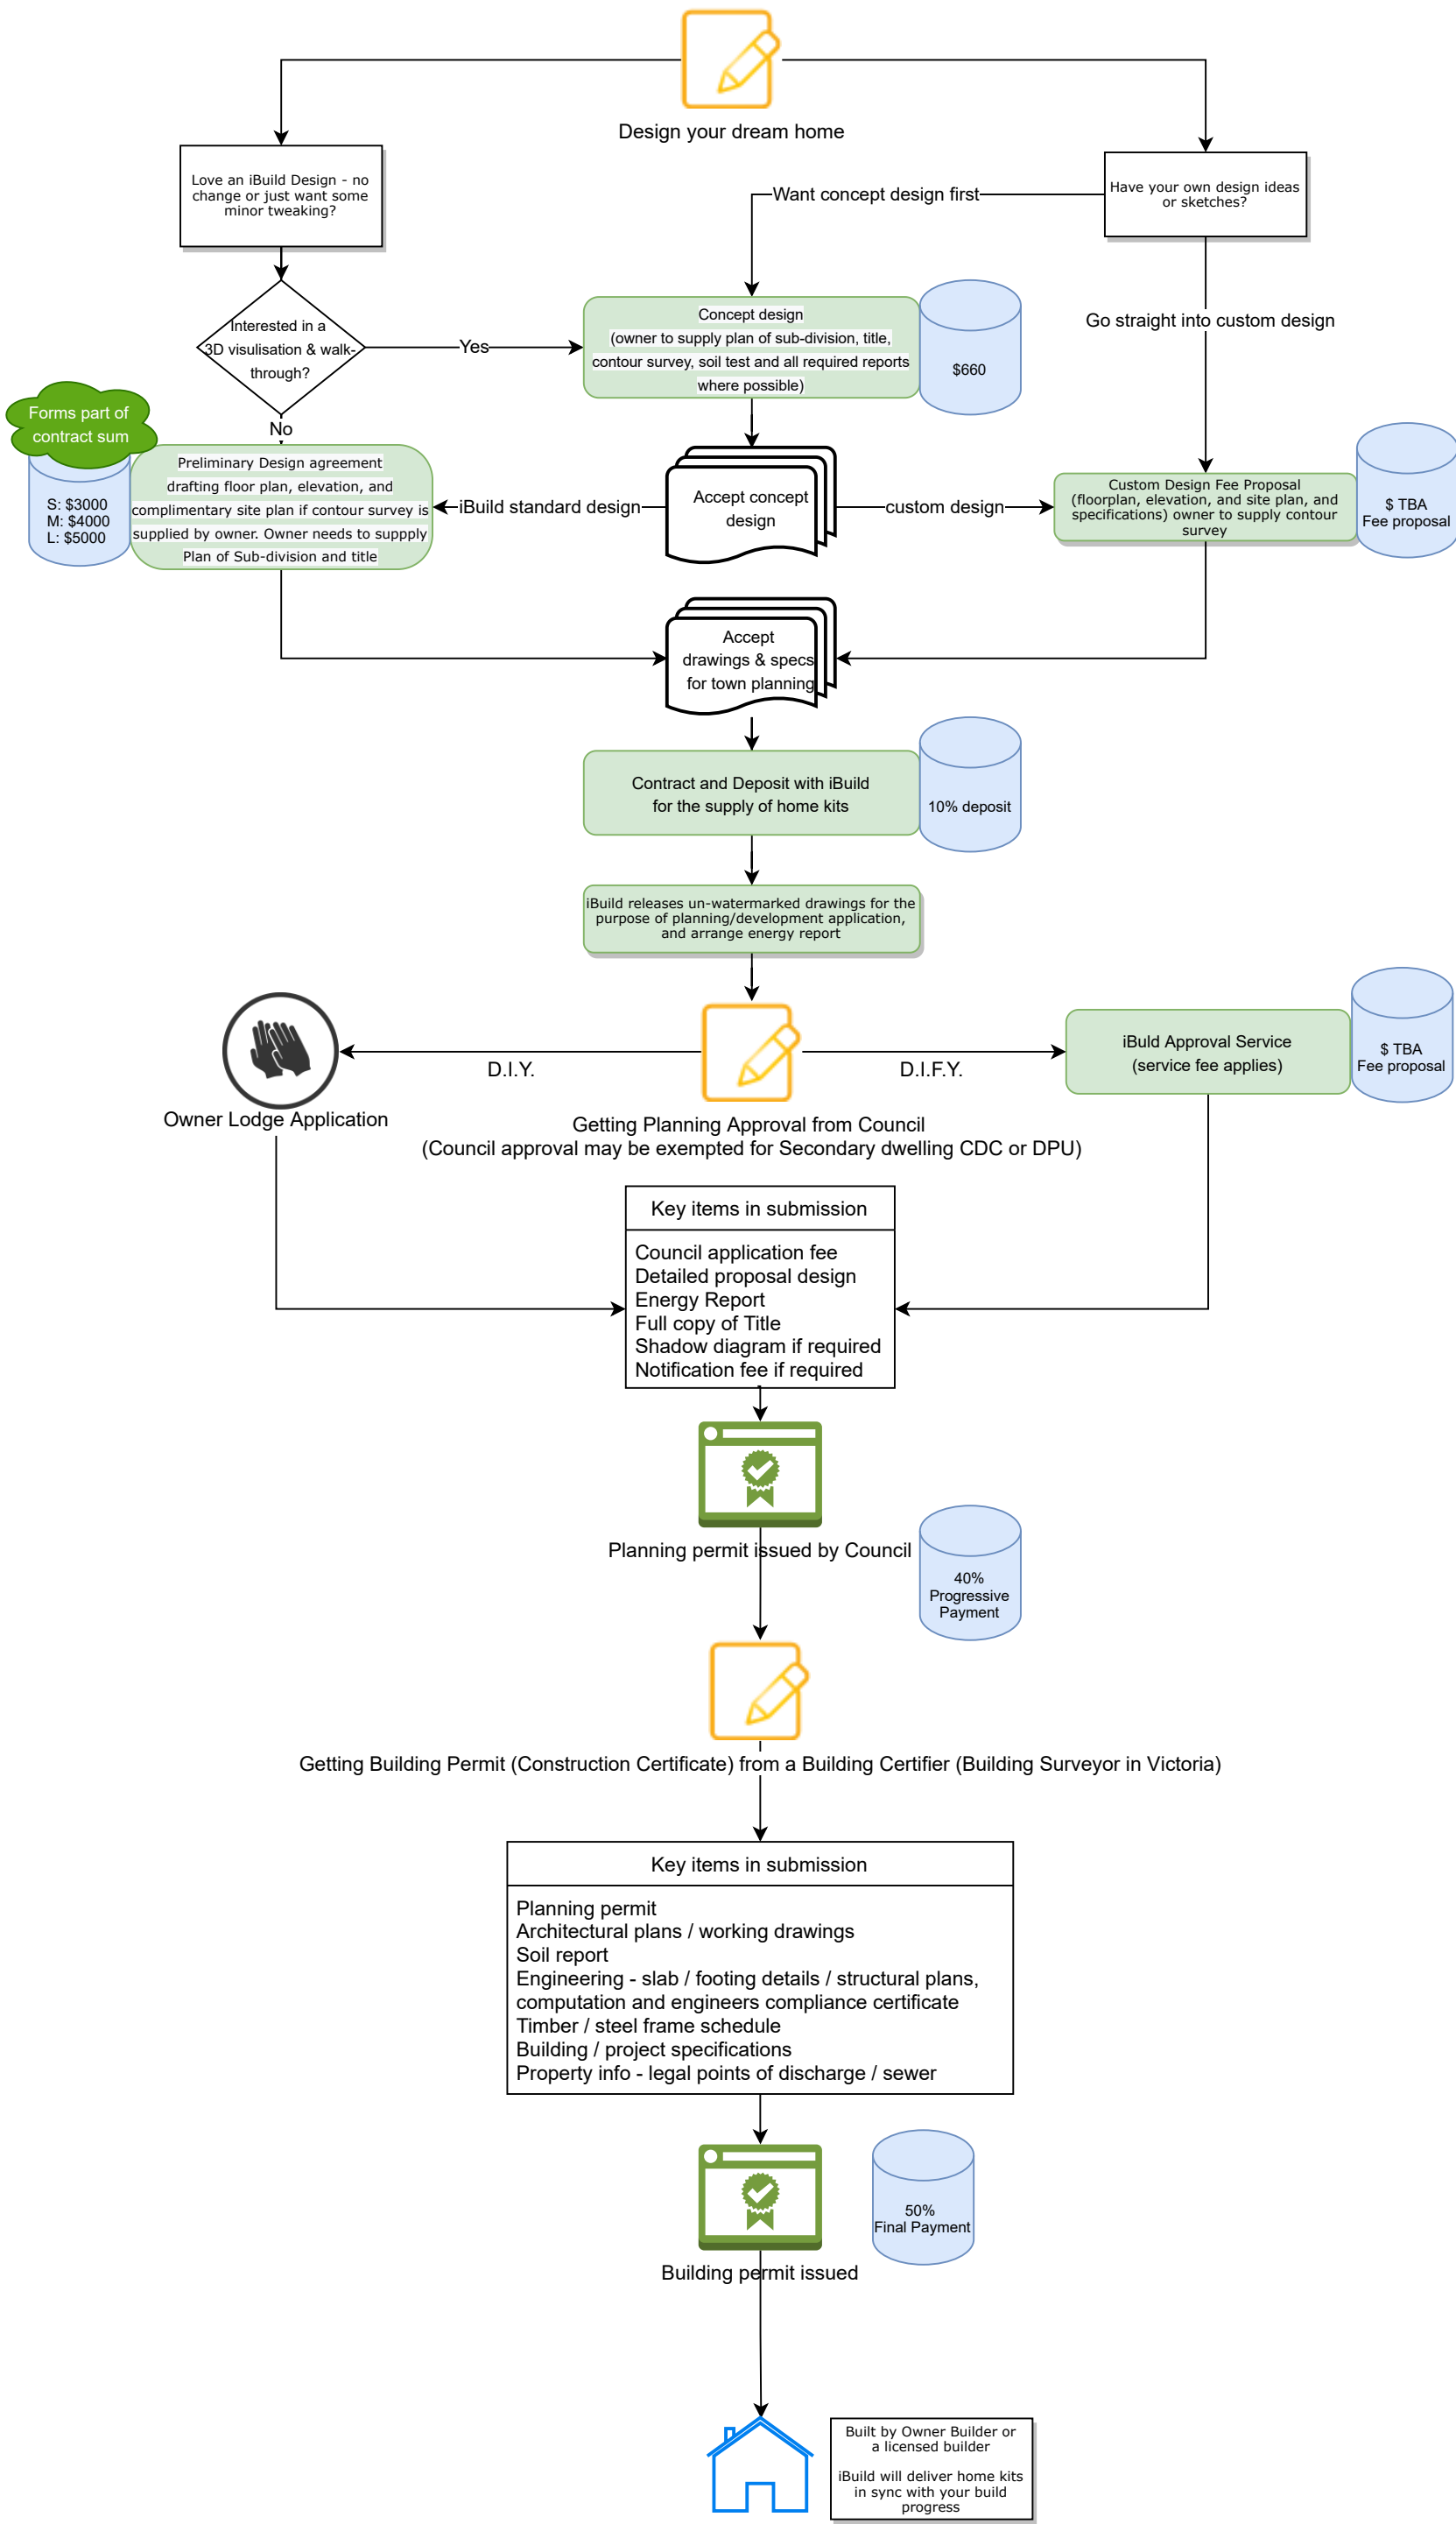 Design your dream home
Love an iBuild Design - no
change or just want some
minor tweaking?
Have your own design ideas
or sketches?
Want concept design first
Interested in a
3D visulisation & walk-
through?
Yes
Concept design
(owner to supply plan of sub-division, title,
contour survey, soil test and all required reports
where possible)
$660
Go straight into custom design
No
Forms part of
contract sum
S: $3000
M: $4000
L: $5000
Preliminary Design agreement
drafting floor plan, elevation, and
complimentary site plan if contour survey is
supplied by owner. Owner needs to suppply
Plan of Sub-division and title
iBuild standard design
Accept concept
design
custom design
Custom Design Fee Proposal
(floorplan, elevation, and site plan, and
specifications) owner to supply contour
survey
$ TBA
Fee proposal
Accept
drawings & specs
for town planning
Contract and Deposit with iBuild
for the supply of home kits
10% deposit
iBuild releases un-watermarked drawings for the
purpose of planning/development application,
and arrange energy report
D.I.Y.
D.I.F.Y.
iBuld Approval Service
(service fee applies)
$ TBA
Fee proposal
Owner Lodge Application
Getting Planning Approval from Council
(Council approval may be exempted for Secondary dwelling CDC or DPU)
Key items in submission
Council application fee
Detailed proposal design
Energy Report
Full copy of Title
Shadow diagram if required
Notification fee if required
Planning permit issued by Council
40%
Progressive
Payment
Getting Building Permit (Construction Certificate) from a Building Certifier (Building Surveyor in Victoria)
Key items in submission
Planning permit
Architectural plans / working drawings
Soil report
Engineering - slab / footing details / structural plans,
computation and engineers compliance certificate
Timber / steel frame schedule
Building / project specifications
Property info - legal points of discharge / sewer
50%
Final Payment
Building permit issued
Built by Owner Builder or
a licensed builder
iBuild will deliver home kits
in sync with your build
progress